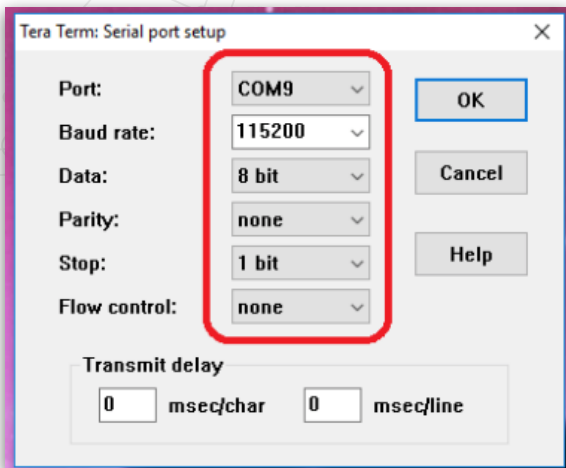 Tera Term: Serial port setup
Port: COM9 OK
Baud rate: 115200
Data: 8 bit Cancel
Parity: none
Stop: 1 bit Help
Flow control: none
Transmit delay
0 msec/char 0 msec/line